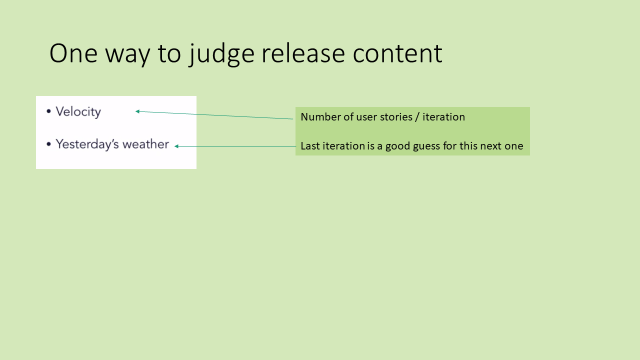 One way to judge release content
• Velocity
Number of user stories / iteration
• Yesterday's weather
Last iteration is a good guess for this next one